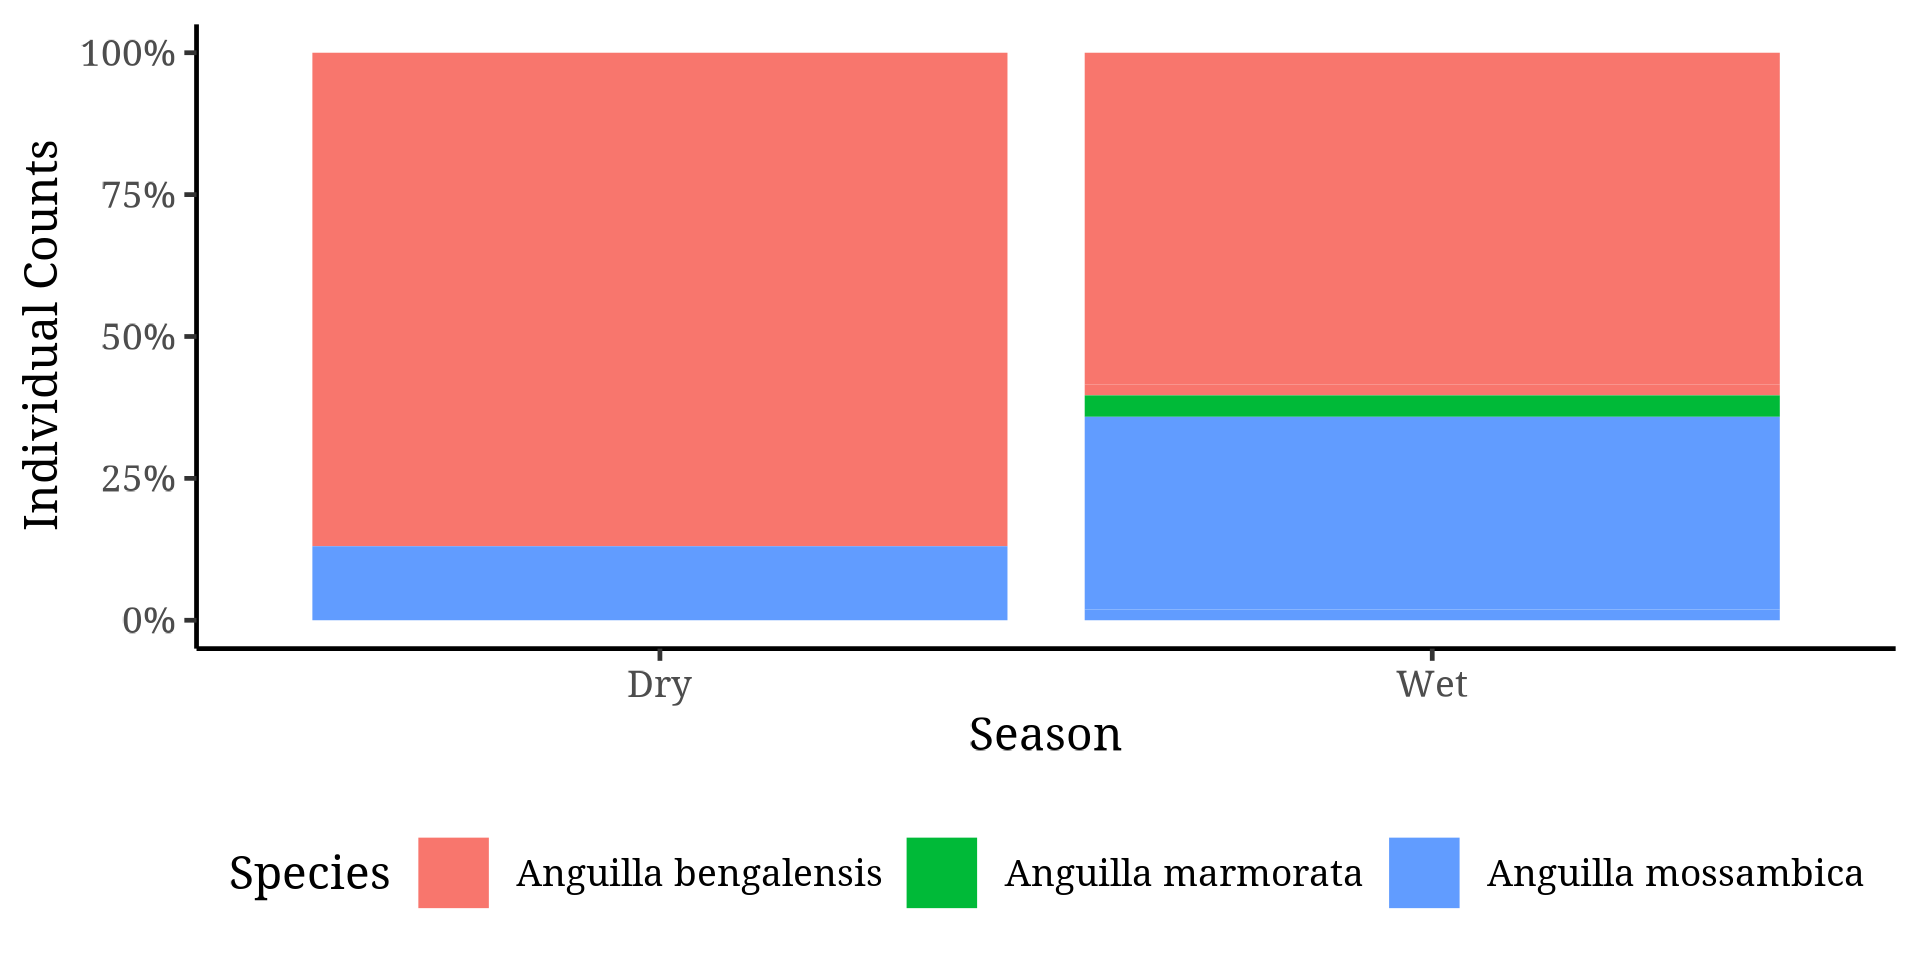 Individual Counts
100%
75%
50%
25%
0%
Dry Wet
Season
Species Anguilla bengalensis Anguilla marmorata Anguilla mossambica